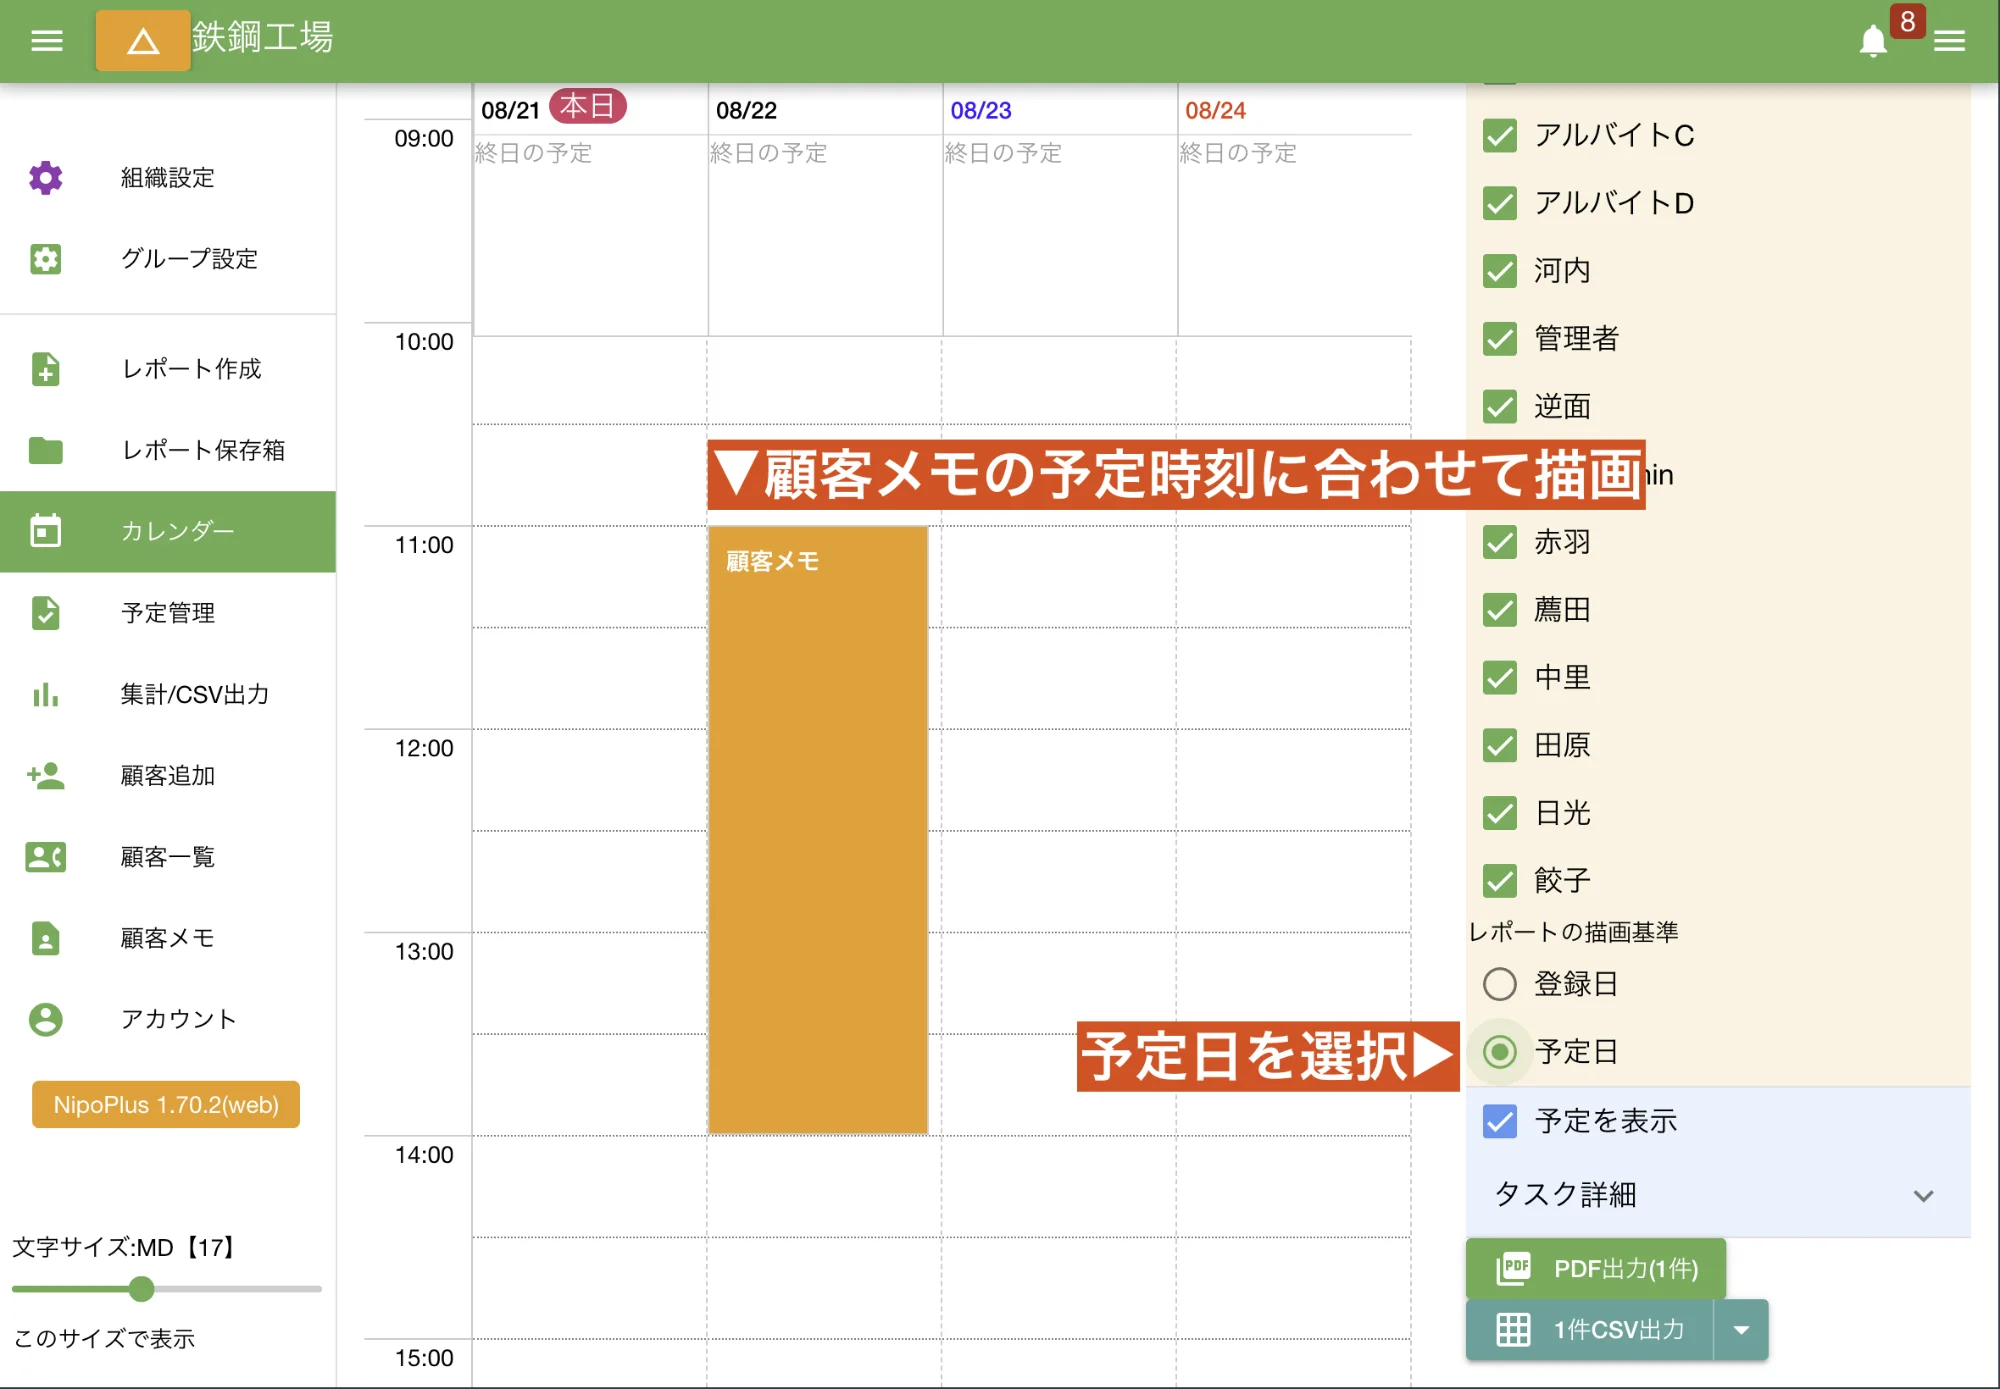 鉄鋼工場
8
組織設定
グループ設定
レポート作成
レポート保存箱
カレンダー
予定管理
集計/CSV出力
顧客追加
顧客一覧
顧客メモ
アカウント
NipoPlus 1.70.2(web)
文字サイズ:MD【17】
このサイズで表示
08/21 本日
08/22
08/23
08/24
終日の予定
終日の予定
終日の予定
終日の予定
09:00
10:00
11:00
12:00
13:00
14:00
15:00
▼顧客メモの予定時刻に合わせて描画
顧客メモ
予定日を選択▶
アルバイトC
アルバイトD
河内
管理者
逆面
赤羽
薦田
中里
田原
日光
餃子
レポートの描画基準
登録日
予定日
予定を表示
タスク詳細
PDF出力(1件)
1件CSV出力